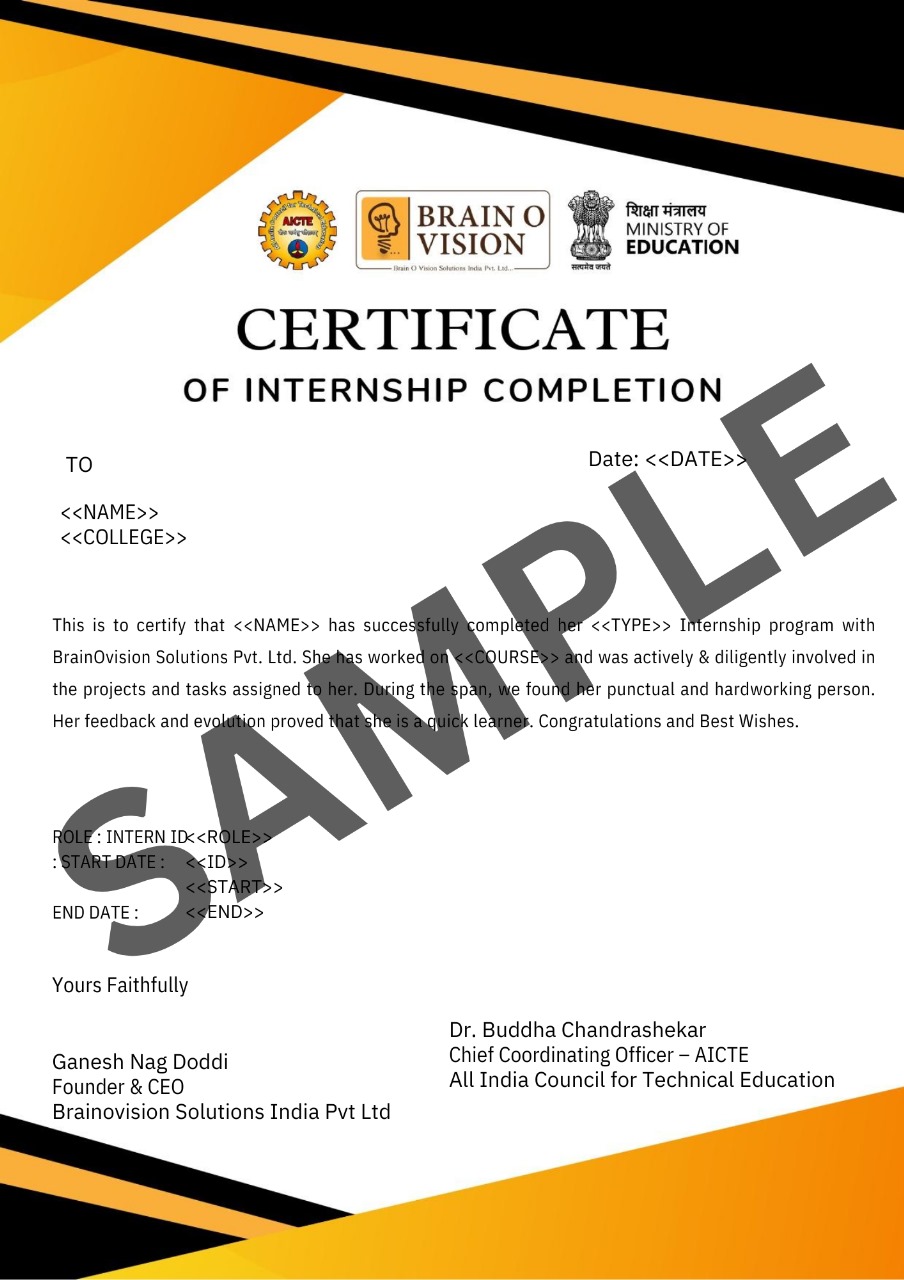 AICTE
BRAIN O
VISION
Brain O Vision Solutions India Pvt. Ltd...
सत्यमेव जयते
शिक्षा मंत्रालय
MINISTRY OF
EDUCATION
CERTIFICATE
OF INTERNSHIP COMPLETION
TO
Date: <<DATE>>
<<NAME>>
<<COLLEGE>>
This is to certify that <<NAME>> has successfully completed her <<TYPE>> Internship program with
BrainOvision Solutions Pvt. Ltd. She has worked on <<COURSE>> and was actively & diligently involved in
the projects and tasks assigned to her. During the span, we found her punctual and hardworking person.
Her feedback and evolution proved that she is a quick learner. Congratulations and Best Wishes.
SAMPLE
ROLE : INTERN ID<<ROLE>>
: START DATE : <<ID>>
<<START>>
END DATE : <<END>>
Yours Faithfully
Ganesh Nag Doddi
Founder & CEO
Brainovision Solutions India Pvt Ltd
Dr. Buddha Chandrashekar
Chief Coordinating Officer – AICTE
All India Council for Technical Education